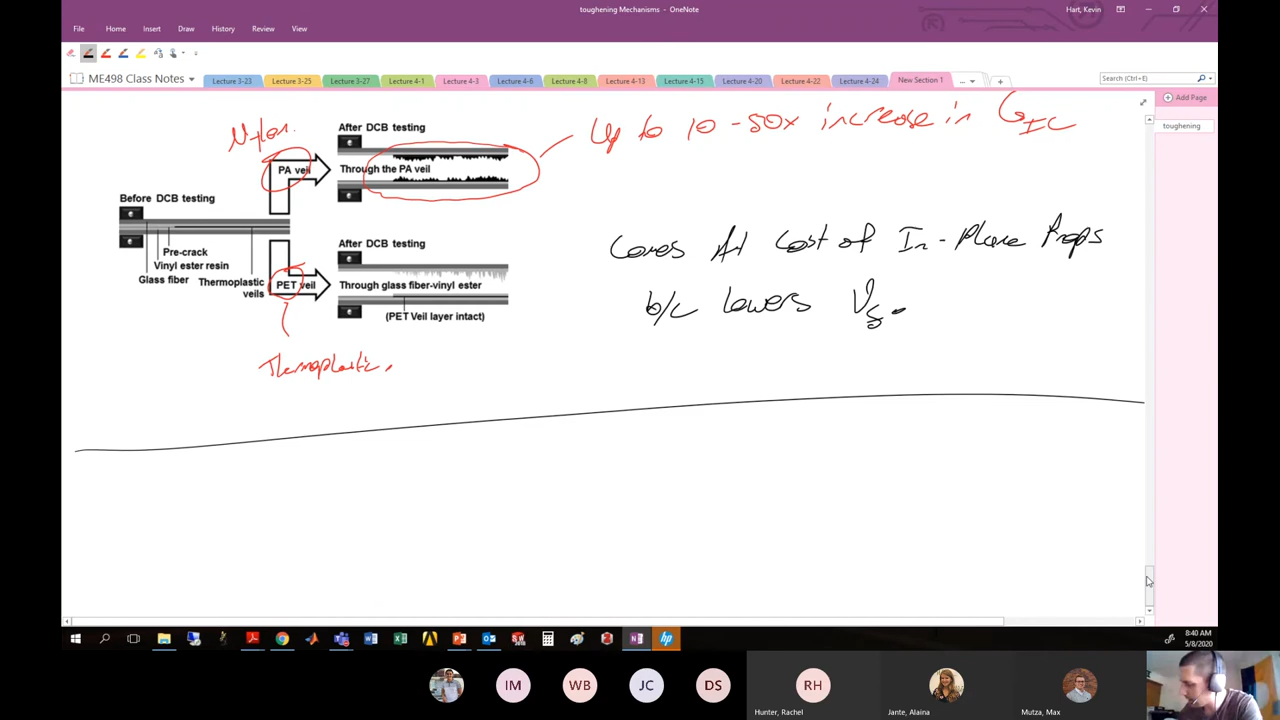 toughening Mechanisms - OneNote
Hart, Kevin
File Home Insert Draw History Review View
ME498 Class Notes
Lecture 3-23 Lecture 3-25 Lecture 3-27 Lecture 4-1 Lecture 4-3 Lecture 4-6 Lecture 4-8 Lecture 4-13 Lecture 4-15 Lecture 4-20 Lecture 4-22 Lecture 4-24 New Section 1 ...
Search (Ctrl+E)
Add Page
toughening
Nylon.
After DCB testing
PA veil
Through the PA veil
Up to 10-50x increase in GIC
Before DCB testing
Pre-crack
Vinyl ester resin
Glass fiber
Thermoplastic
veils
After DCB testing
PET veil
Through glass fiber-vinyl ester
(PET Veil layer intact)
Thermoplastic.
Comes At Cost of In-Plane Props
b/c lowers Vf.
8:40 AM
5/8/2020
IM WB JC DS RH
Hunter, Rachel
Jante, Alaina
Mutza, Max